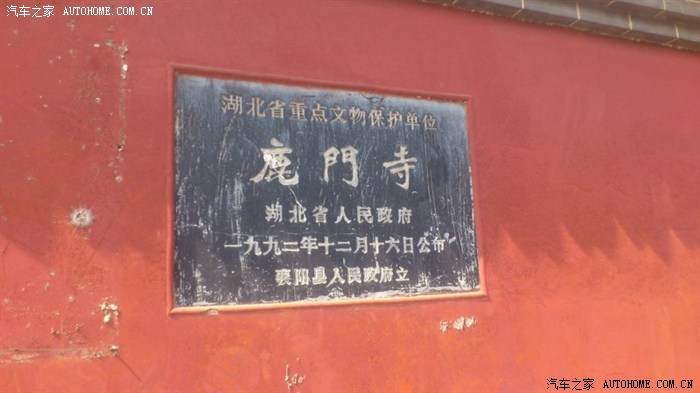 汽车之家 AUTOHOME.COM.CN
湖北省重点文物保护单位
鹿門寺
湖北省人民政府
一九九二年十二月十六日公布
襄阳县人民政府立
汽车之家 AUTOHOME.COM.CN